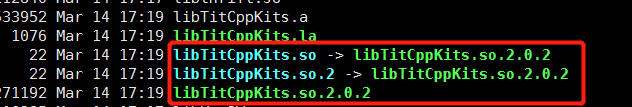 533952 Mar 14 17:19 libTitCppKits.a
1076 Mar 14 17:19 libTitCppKits.la
22 Mar 14 17:19 libTitCppKits.so -> libTitCppKits.so.2.0.2
22 Mar 14 17:19 libTitCppKits.so.2 -> libTitCppKits.so.2.0.2
271192 Mar 14 17:19 libTitCppKits.so.2.0.2